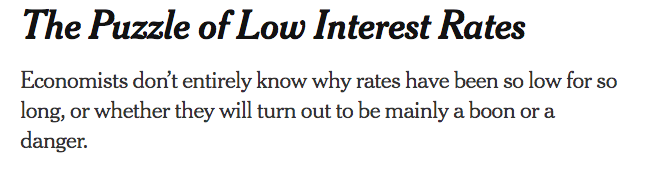 The Puzzle of Low Interest Rates
Economists don’t entirely know why rates have been so low for so
long, or whether they will turn out to be mainly a boon or a
danger.